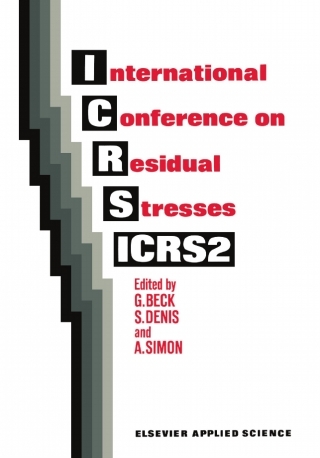 International
Conference on
Residual
Stresses
ICRS2
Edited by
G. BECK
S. DENIS
and
A. SIMON
ELSEVIER APPLIED SCIENCE